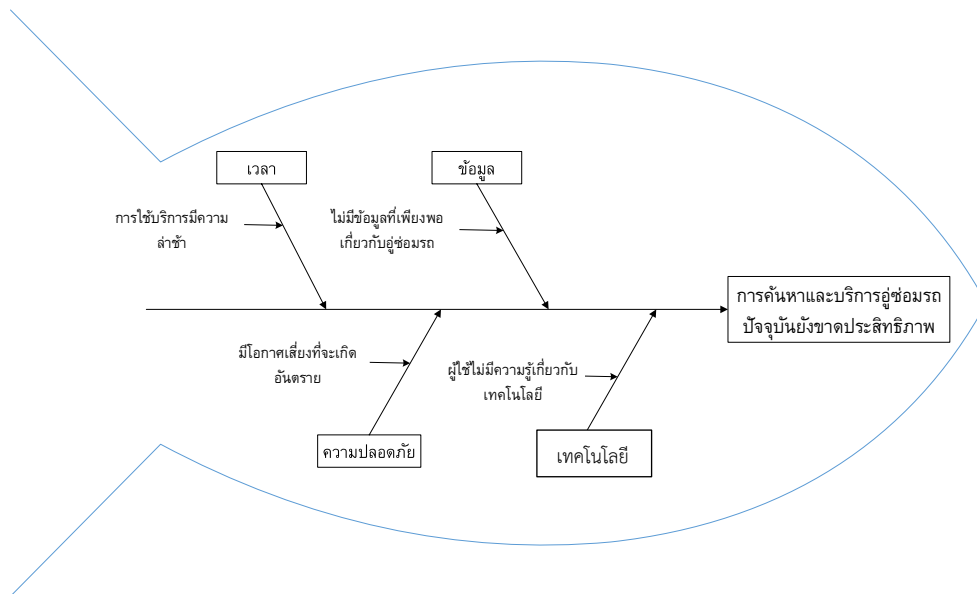 เวลา
ข้อมูล
การใช้บริการมีความ
ล่าช้า
ไม่มีข้อมูลที่เพียงพอ
เกี่ยวกับอู่ซ่อมรถ
การค้นหาและบริการอู่ซ่อมรถ
ปัจจุบันยังขาดประสิทธิภาพ
มีโอกาศเสี่ยงที่จะเกิด
อันตราย
ผู้ใช้ไม่มีความรู้เกี่ยวกับ
เทคโนโลยี
ความปลอดภัย
เทคโนโลยี